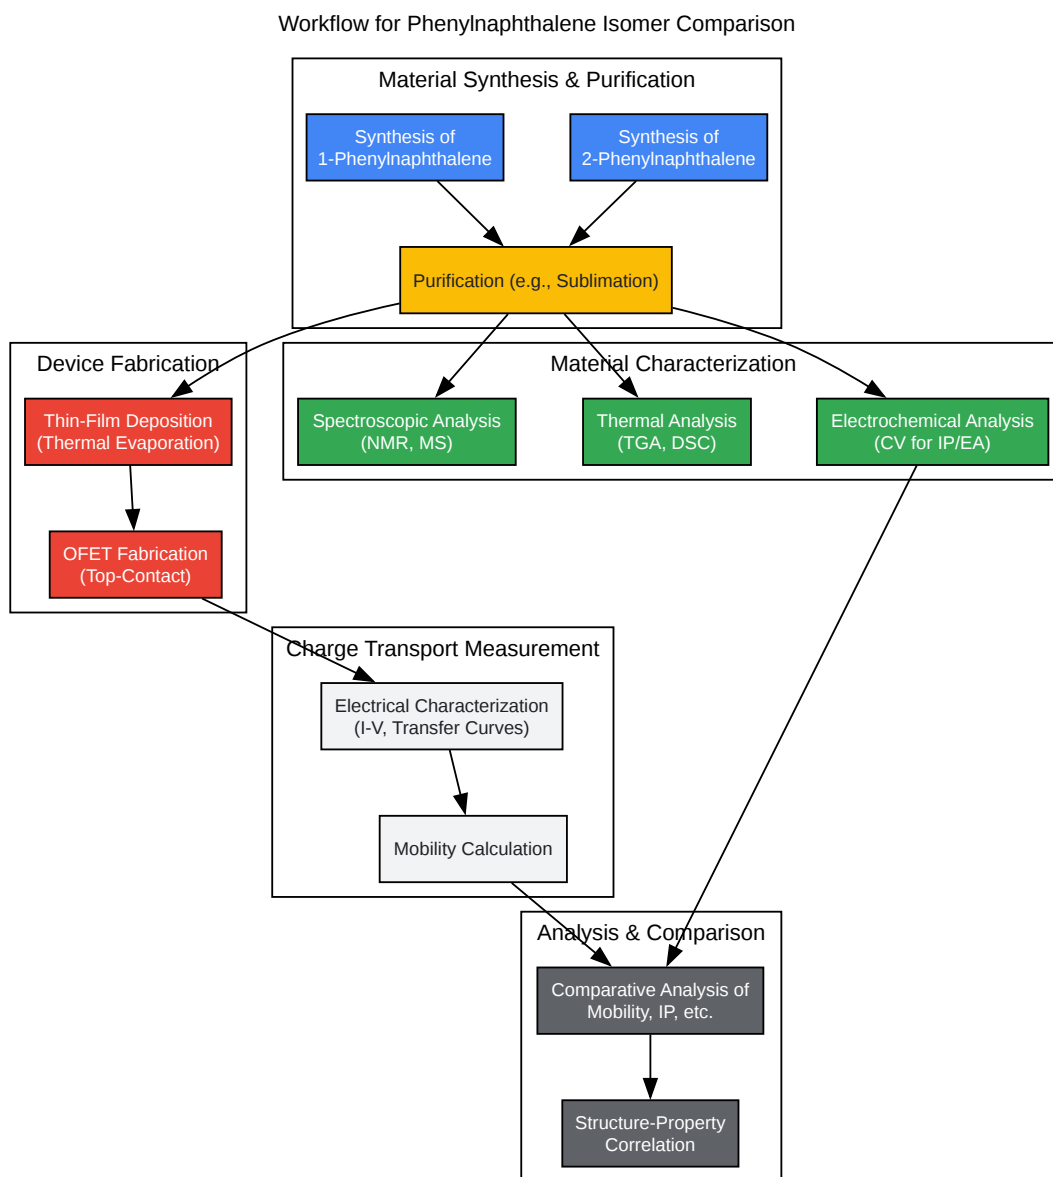 Workflow for Phenylnaphthalene Isomer Comparison
Material Synthesis & Purification
Synthesis of
1-Phenylnaphthalene
Synthesis of
2-Phenylnaphthalene
Purification (e.g., Sublimation)
Device Fabrication
Thin-Film Deposition
(Thermal Evaporation)
OFET Fabrication
(Top-Contact)
Material Characterization
Spectroscopic Analysis
(NMR, MS)
Thermal Analysis
(TGA, DSC)
Electrochemical Analysis
(CV for IP/EA)
Charge Transport Measurement
Electrical Characterization
(I-V, Transfer Curves)
Mobility Calculation
Analysis & Comparison
Comparative Analysis of
Mobility, IP, etc.
Structure-Property
Correlation